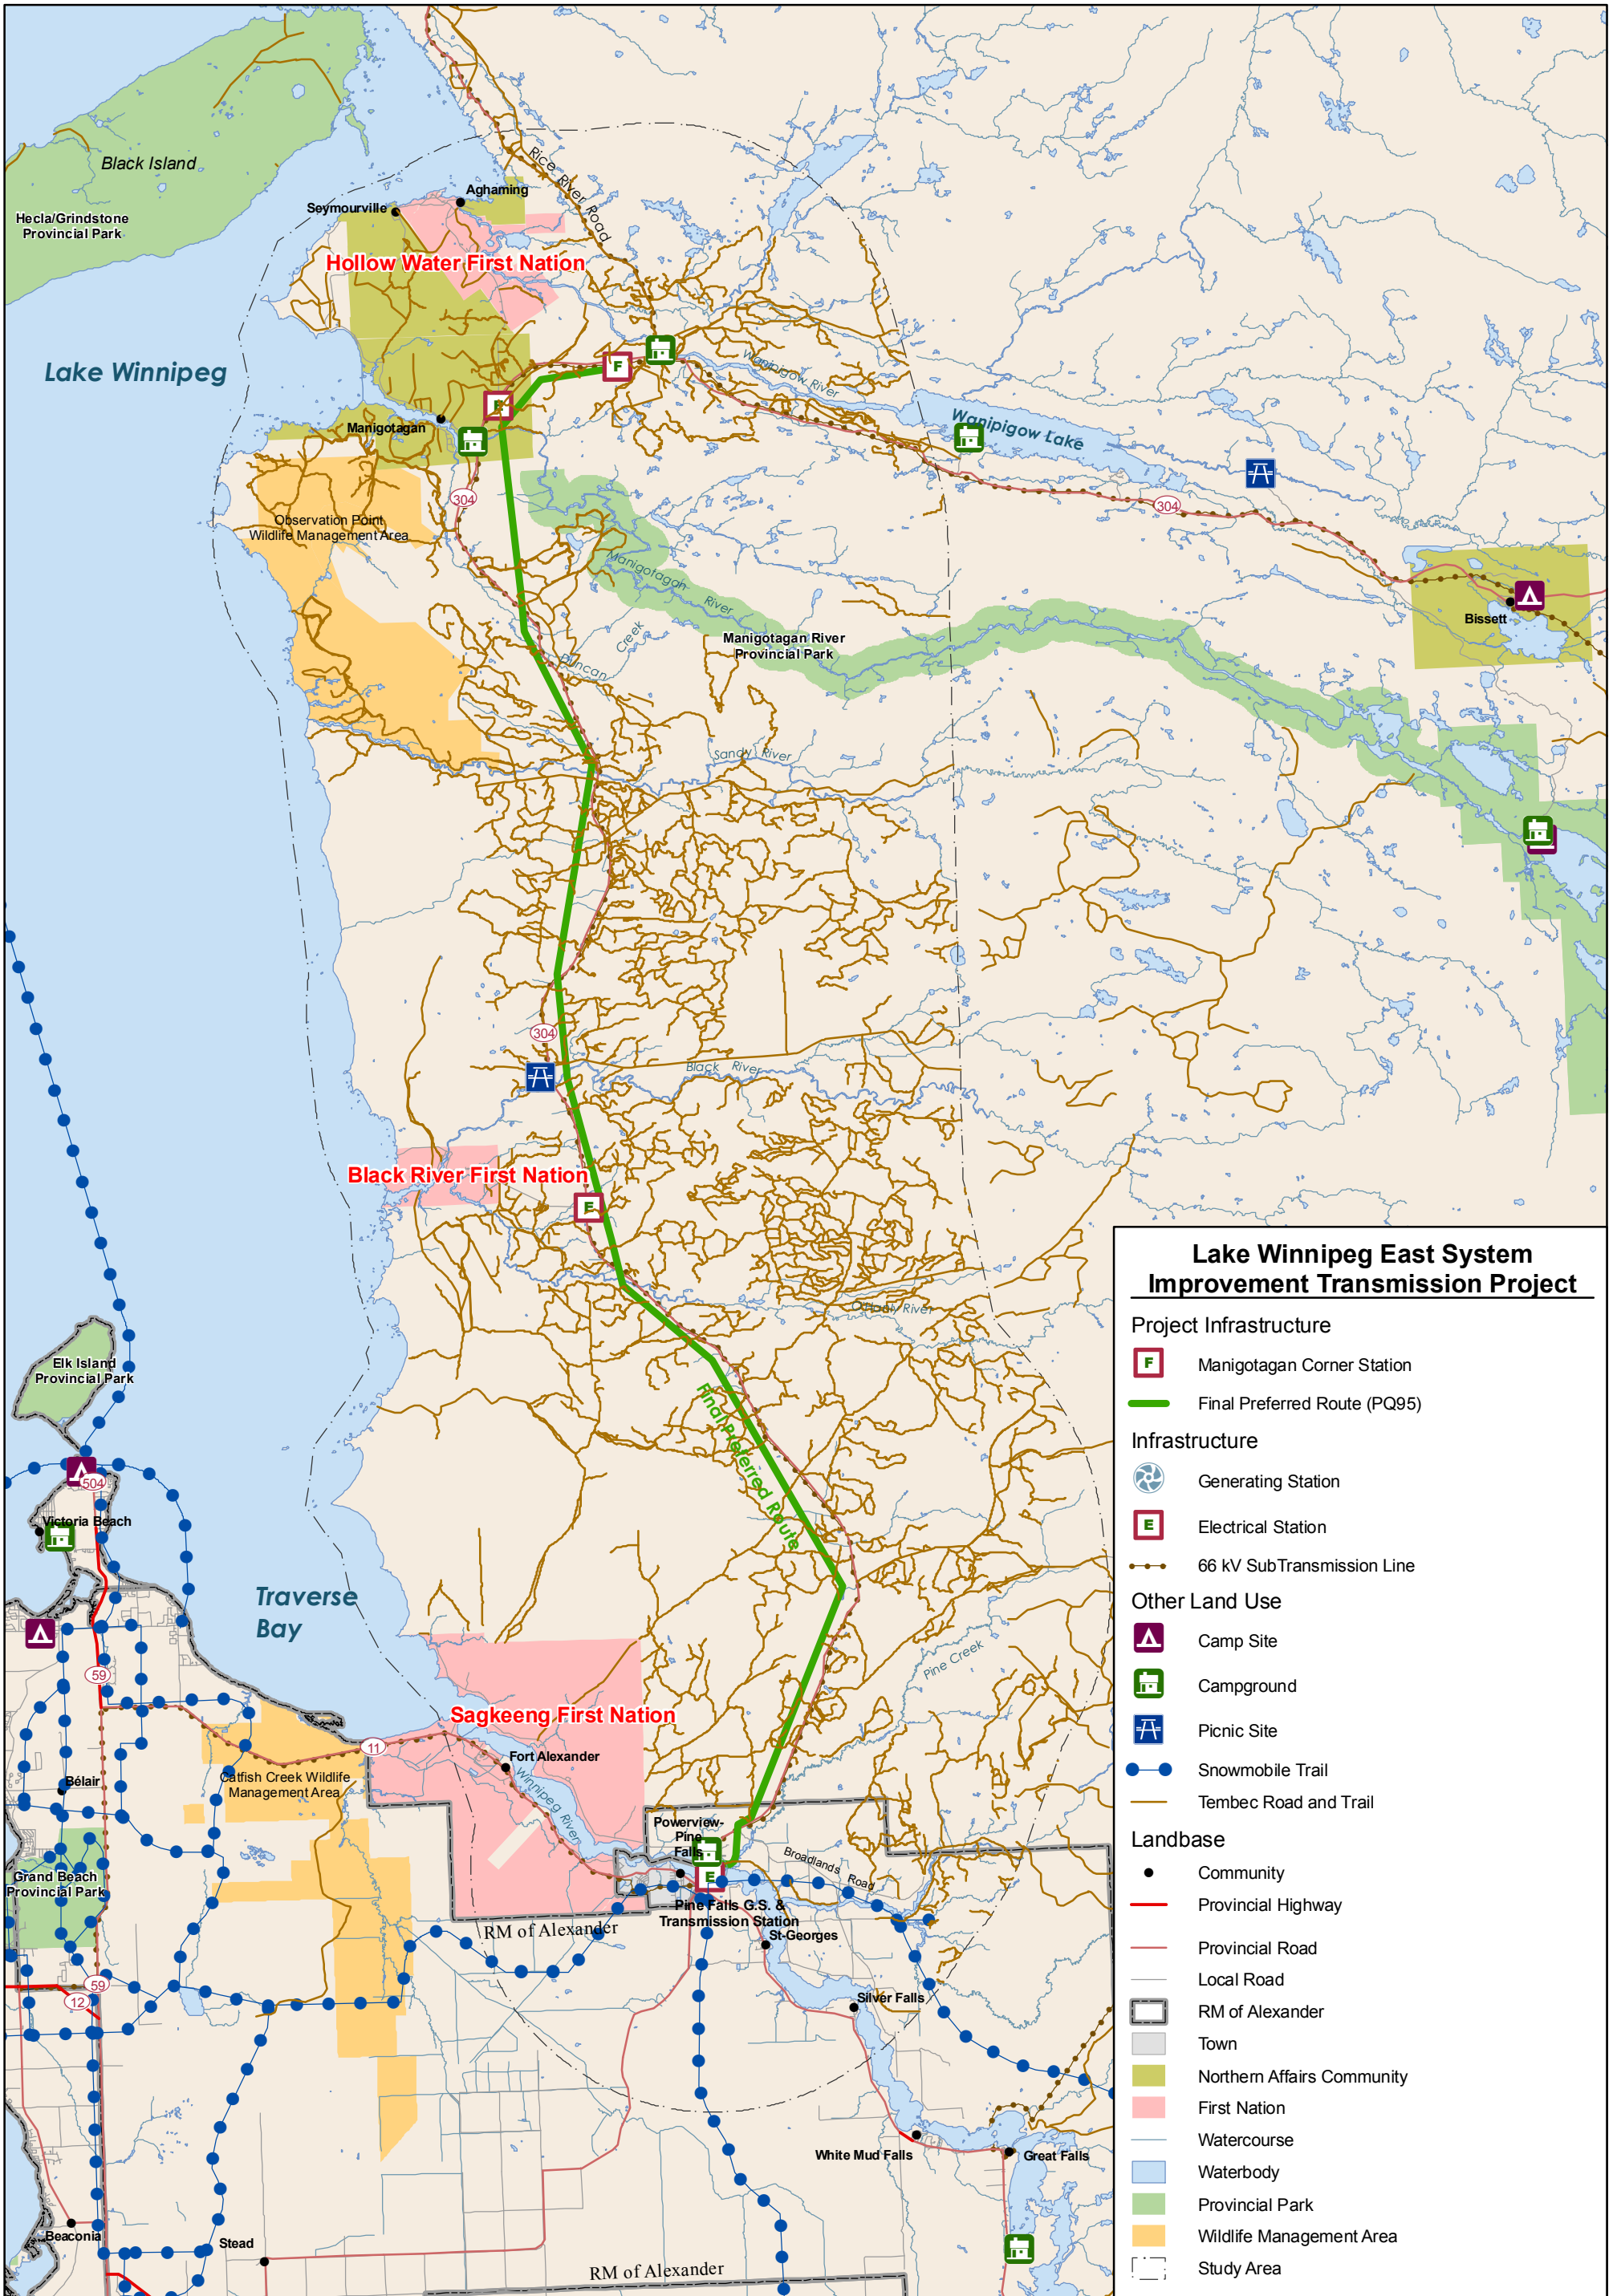 Rice River Road
Black Island
Aghaming
Seymourville
Hecla/Grindstone
Provincial Park
Hollow Water First Nation
F
Wanipigow River
Lake Winnipeg
E
Manigotagan
Wanipigow Lake
304
304
Observation Point
Wildlife Management Area
Manigotagan River
Bissett
Duncan Creek
Manigotagan River
Provincial Park
Sandy River
304
Black River
Black River First Nation
E
O'Hanly River
Elk Island
Provincial Park
Final Preferred Route
504
Victoria Beach
Traverse
Bay
59
Pine Creek
Sagkeeng First Nation
11
Fort Alexander
Winnipeg River
Catfish Creek Wildlife
Management Area
Bélair
Powerview-
Pine
Falls
Broadlands Road
E
Grand Beach
Provincial Park
Pine Falls G.S. &
Transmission Station
RM of Alexander
St-Georges
59
12
Silver Falls
White Mud Falls
Great Falls
Beaconia
Stead
RM of Alexander
Lake Winnipeg East System
Improvement Transmission Project
Project Infrastructure
F Manigotagan Corner Station
Final Preferred Route (PQ95)
Infrastructure
Generating Station
E Electrical Station
66 kV SubTransmission Line
Other Land Use
Camp Site
Campground
Picnic Site
Snowmobile Trail
Tembec Road and Trail
Landbase
Community
Provincial Highway
Provincial Road
Local Road
RM of Alexander
Town
Northern Affairs Community
First Nation
Watercourse
Waterbody
Provincial Park
Wildlife Management Area
Study Area